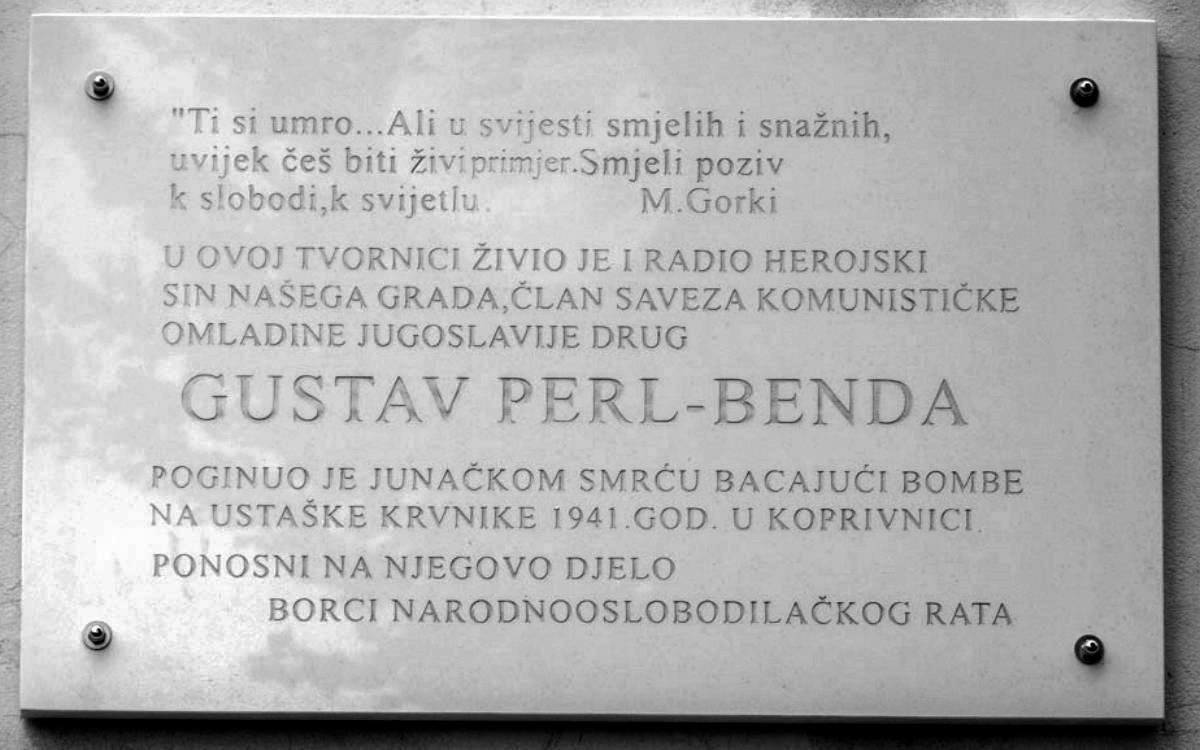 "Ti si umro...Ali u svijesti smjelih i snažnih,
uvijek češ biti živi primjer.Smjeli poziv
k slobodi,k svijetlu. M.Gorki
U OVOJ TVORNICI ŽIVIO JE I RADIO HEROJSKI
SIN NAŠEGA GRADA,ČLAN SAVEZA KOMUNISTIČKE
OMLADINE JUGOSLAVIJE DRUG
GUSTAV PERL-BENDA
POGINUO JE JUNAČKOM SMRĆU BACAJUĆI BOMBE
NA USTAŠKE KRVNIKE 1941.GOD. U KOPRIVNICI.
PONOSNI NA NJEGOVO DJELO
BORCI NARODNOOSLOBODILAČKOG RATA